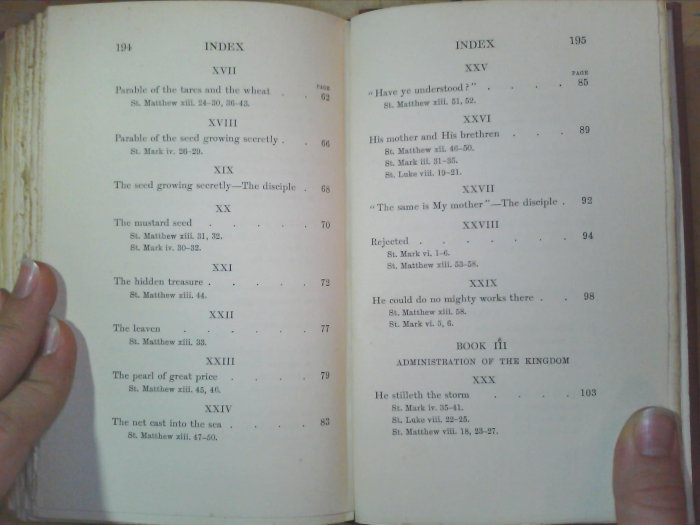 194 INDEX
XVII
PAGE
Parable of the tares and the wheat . . 62
St. Matthew xiii. 24-30, 36-43.
XVIII
Parable of the seed growing secretly . . 66
St. Mark iv. 26-29.
XIX
The seed growing secretly—The disciple . 68
XX
The mustard seed . . . . . 70
St. Matthew xiii. 31, 32.
St. Mark iv. 30-32.
XXI
The hidden treasure . . . . . 72
St. Matthew xiii. 44.
XXII
The leaven . . . . . . 77
St. Matthew xiii. 33.
XXIII
The pearl of great price . . . . 79
St. Matthew xiii. 45, 46.
XXIV
The net cast into the sea . . . . 83
St. Matthew xiii. 47-50.
INDEX 195
XXV
PAGE
"Have ye understood?" . . . . 85
St. Matthew xiii. 51, 52.
XXVI
His mother and His brethren . . . 89
St. Matthew xii. 46-50.
St. Mark iii. 31-35.
St. Luke viii. 19-21.
XXVII
"The same is My mother"—The disciple . 92
XXVIII
Rejected . . . . . . . 94
St. Mark vi. 1-6.
St. Matthew xiii. 53-58.
XXIX
He could do no mighty works there . . 98
St. Matthew xiii. 58.
St. Mark vi. 5, 6.
BOOK III
ADMINISTRATION OF THE KINGDOM
XXX
He stilleth the storm . . . . 103
St. Mark iv. 35-41.
St. Luke viii. 22-25.
St. Matthew viii. 18, 23-27.